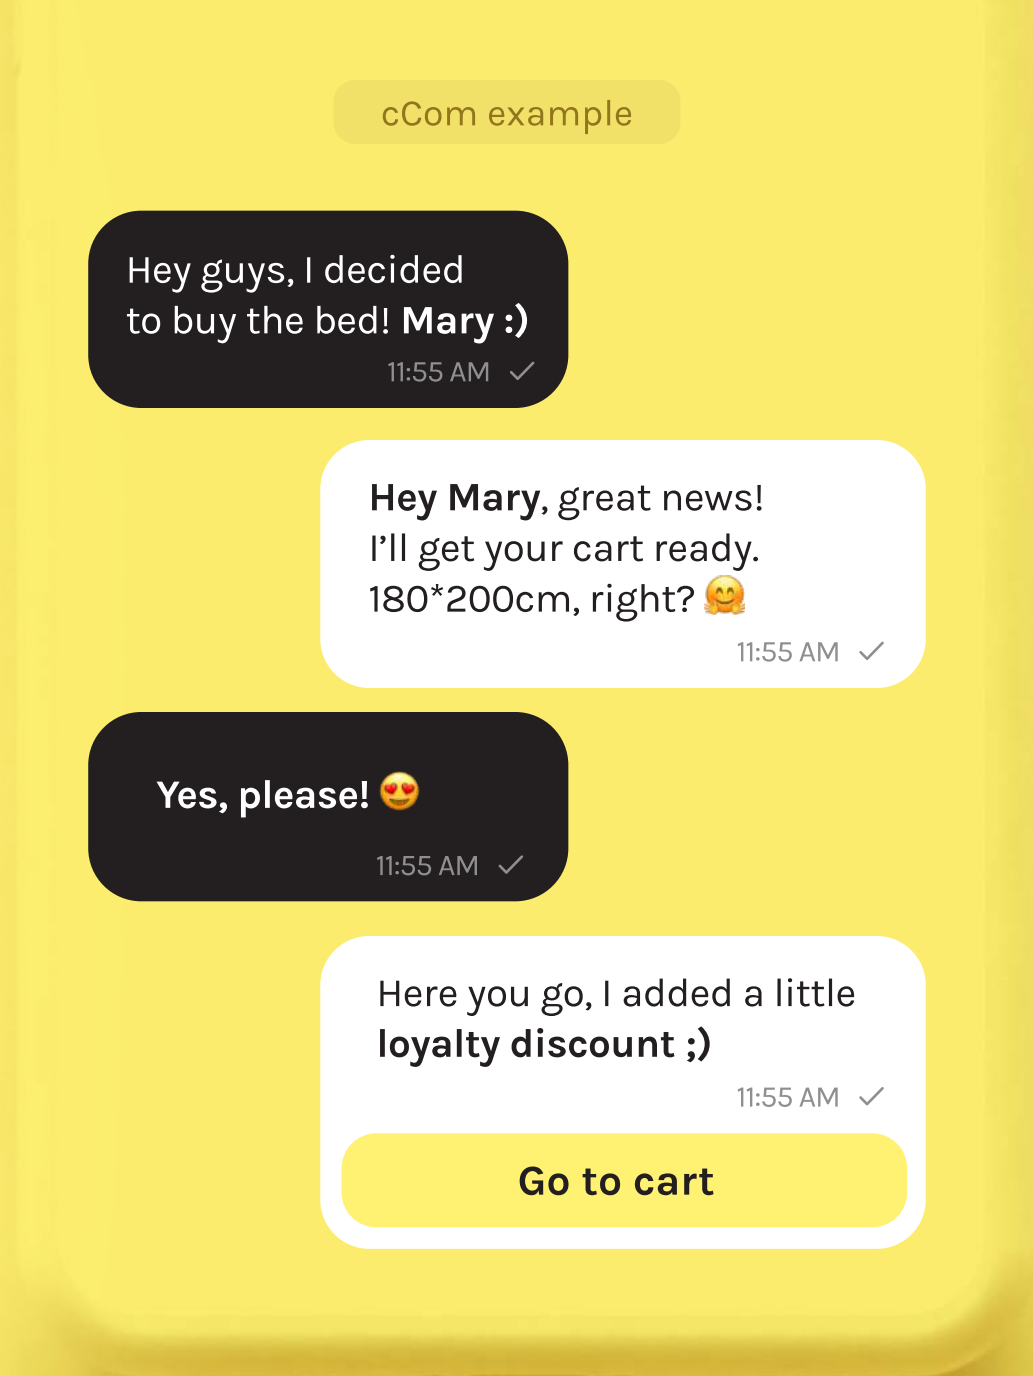 cCom example
Hey guys, I decided
to buy the bed! Mary :)
11:55 AM ✓
Hey Mary, great news!
I’ll get your cart ready.
180*200cm, right? 🤗
11:55 AM ✓
Yes, please! 😍
11:55 AM ✓
Here you go, I added a little
loyalty discount ;)
11:55 AM ✓
Go to cart